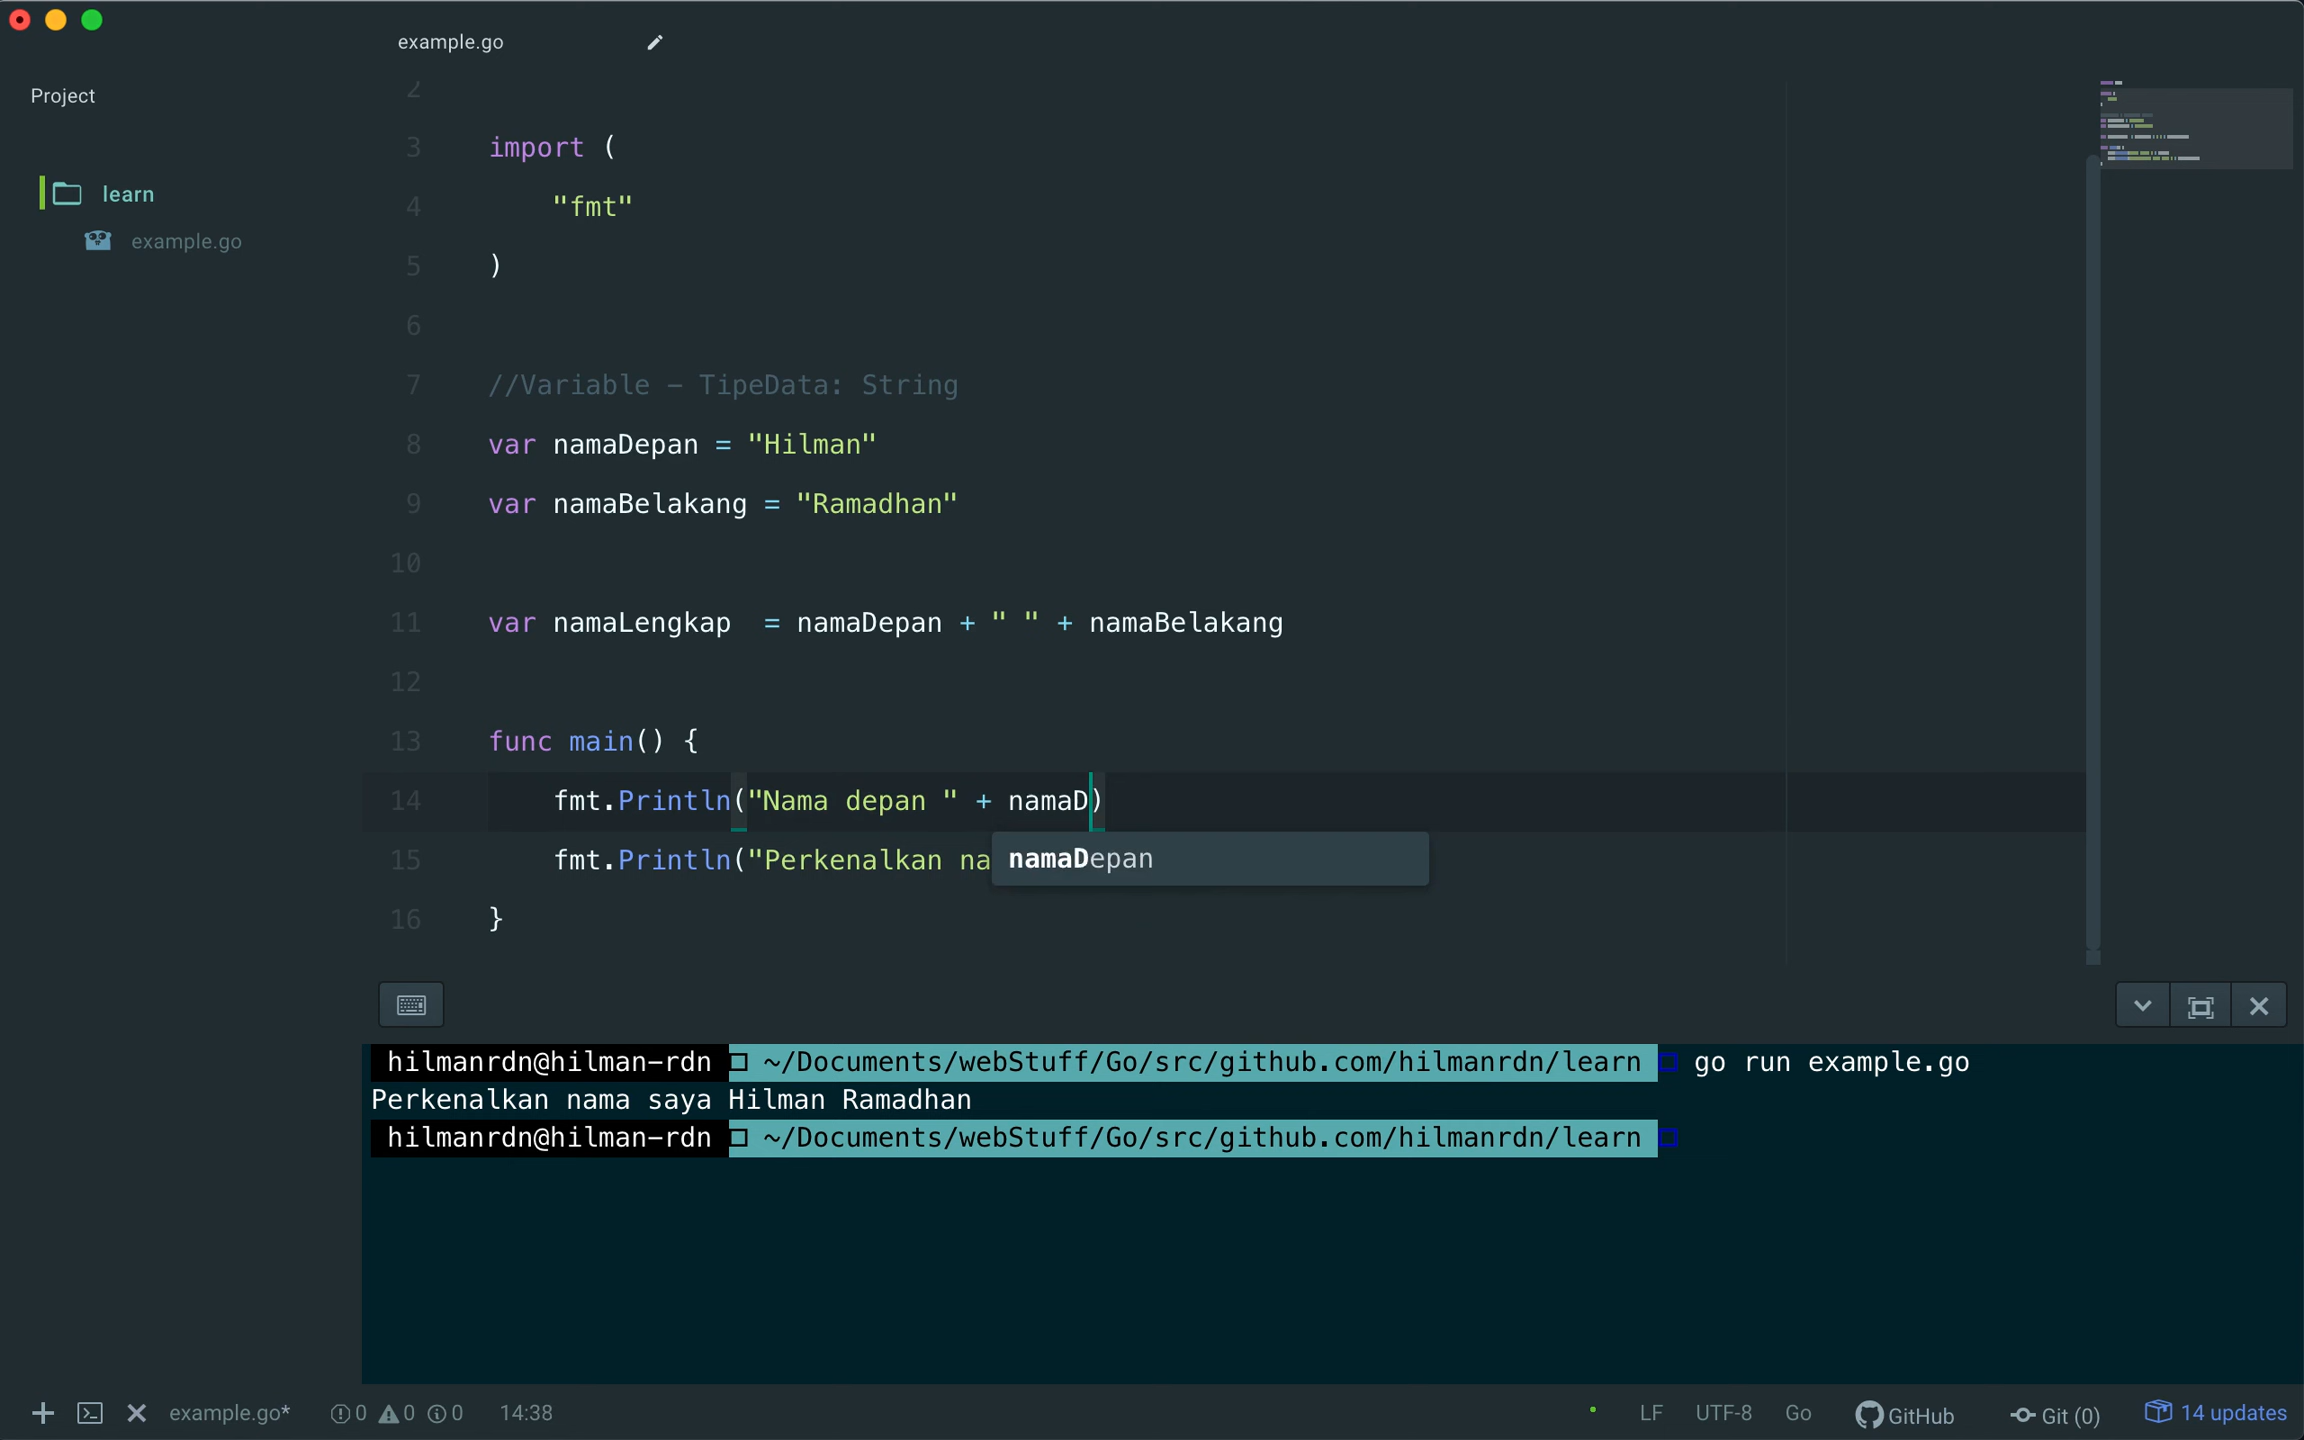 example.go
Project
learn
example.go
2
3 import (
4 "fmt"
5 )
6
7 //Variable – TipeData: String
8 var namaDepan = "Hilman"
9 var namaBelakang = "Ramadhan"
10
11 var namaLengkap  = namaDepan + " " + namaBelakang
12
13 func main() {
14 fmt.Println("Nama depan " + namaD)
15 fmt.Println("Perkenalkan na
namaDepan
16 }
hilmanrdn@hilman-rdn ~/Documents/webStuff/Go/src/github.com/hilmanrdn/learn go run example.go
Perkenalkan nama saya Hilman Ramadhan
hilmanrdn@hilman-rdn ~/Documents/webStuff/Go/src/github.com/hilmanrdn/learn
example.go* 0 0 0 14:38 LF UTF-8 Go GitHub Git (0) 14 updates